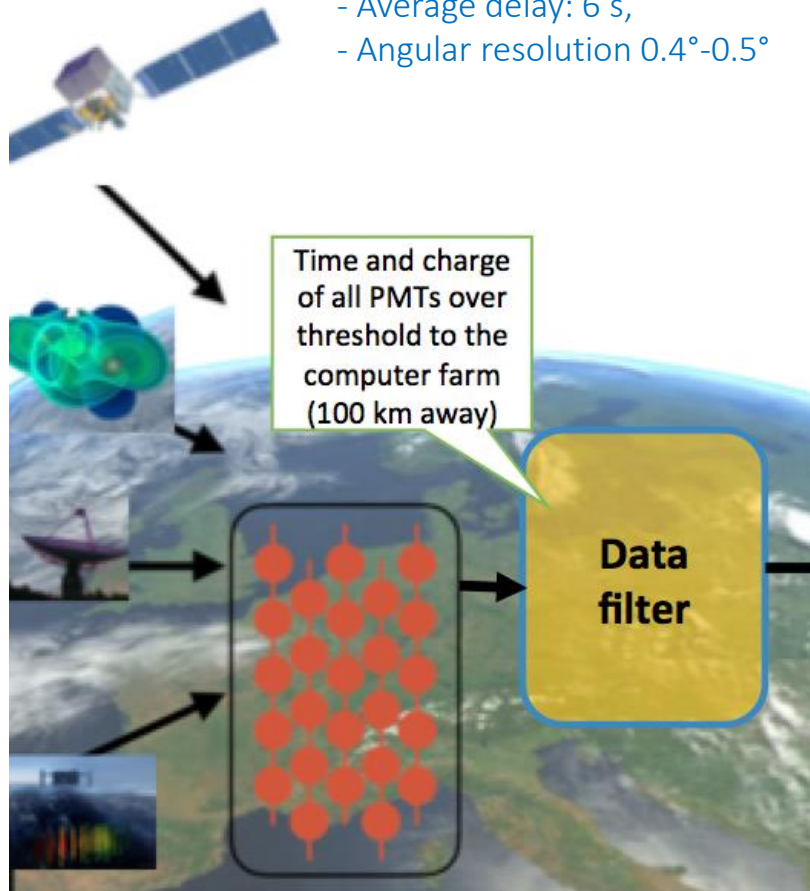 - Average delay: 6 s,
- Angular resolution 0.4°-0.5°
Time and charge
of all PMTs over
threshold to the
computer farm
(100 km away)
Data
filter